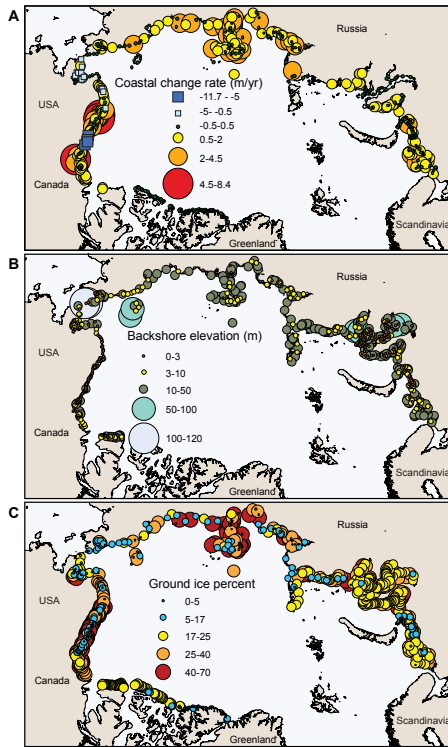 A
Russia
Coastal change rate (m/yr)
-11.7 - -5
-5- -0.5
-0.5-0.5
0.5-2
2-4.5
4.5-8.4
USA
Canada
Greenland
Scandinavia
B
Russia
Backshore elevation (m)
0-3
3-10
10-50
50-100
100-120
USA
Canada
Greenland
Scandinavia
C
Russia
Ground ice percent
0-5
5-17
17-25
25-40
40-70
USA
Canada
Greenland
Scandinavia